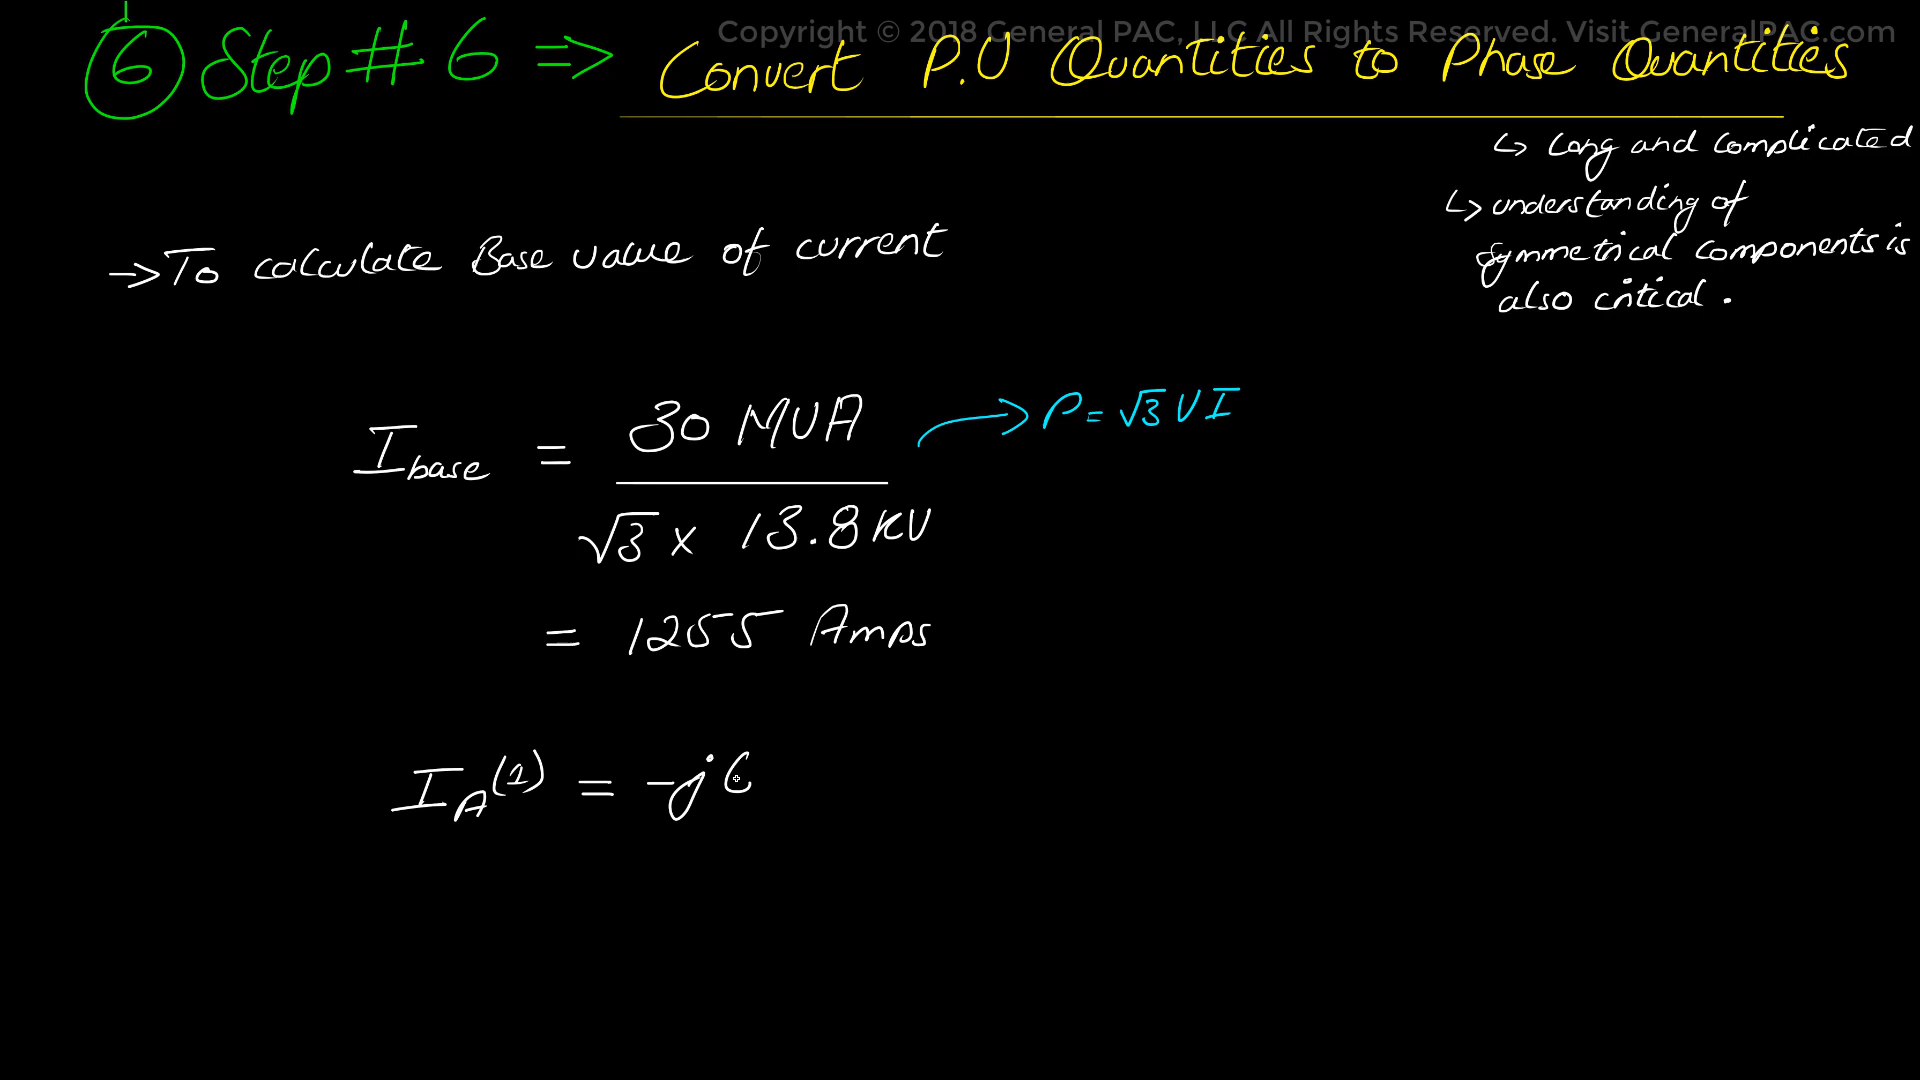 Copyright © 2018 General PAC, LLC All Rights Reserved. Visit GeneralPAC.com
6 Step # 6 ⇒ Convert P.U Quantities to Phase Quantities
↳ Long and complicated
↳ understanding of
symmetrical components is
also critical.
→ To calculate Base value of current
I base = 30 MVA / √3 x 13.8 KV → P = √3 V I
= 1255 Amps
I A (1) = -j 6